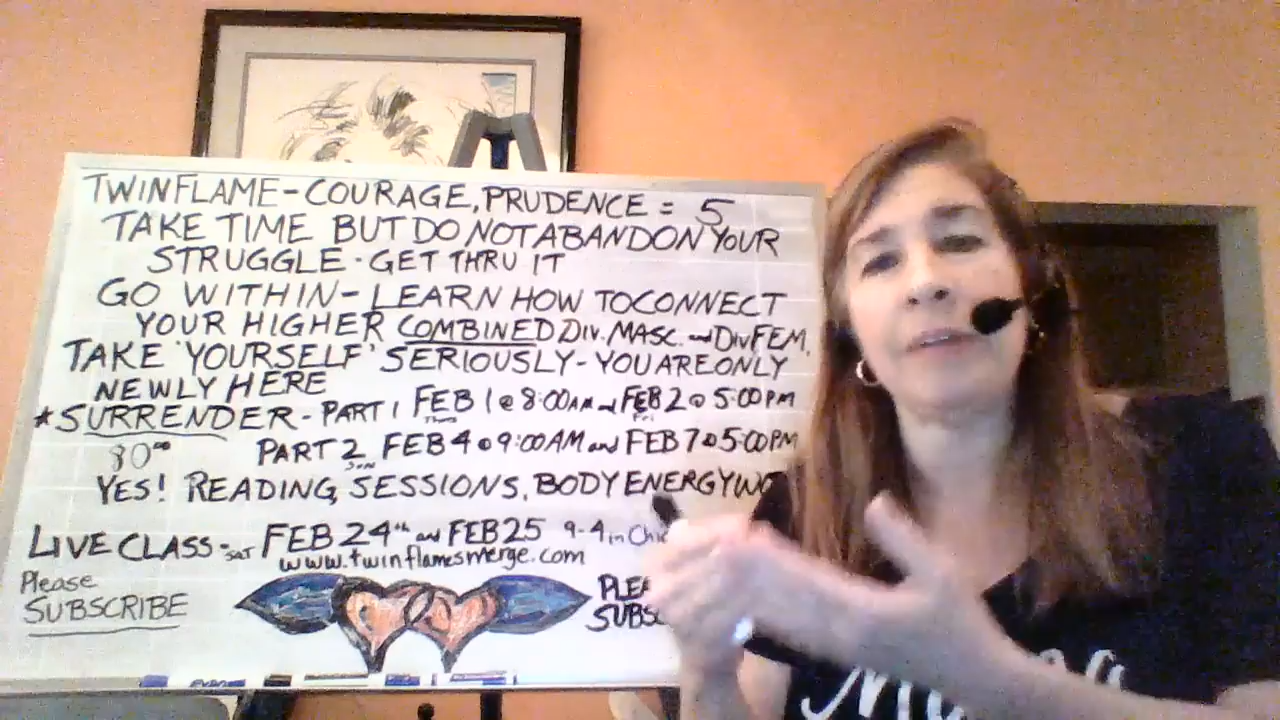 TWINFLAME-COURAGE, PRUDENCE = 5
TAKE TIME BUT DO NOT ABANDON YOUR
STRUGGLE · GET THRU IT
GO WITHIN - LEARN HOW TO CONNECT
YOUR HIGHER COMBINED DIV. MASC. and Div FEM.
TAKE 'YOURSELF' SERIOUSLY - YOU ARE ONLY
NEWLY HERE
*SURRENDER - PART 1 FEB 1 @ 8:00AM and FEB 2 @ 5:00PM
Thurs Fri
80⁰⁰ PART 2 FEB 4 @ 9:00AM and FEB 7 @ 5:00PM
SUN
YES! READING, SESSIONS, BODY ENERGY
LIVE CLASS - SAT FEB 24th and FEB 25 9-4 in
www.twinflamesmerge.com
Please
SUBSCRIBE